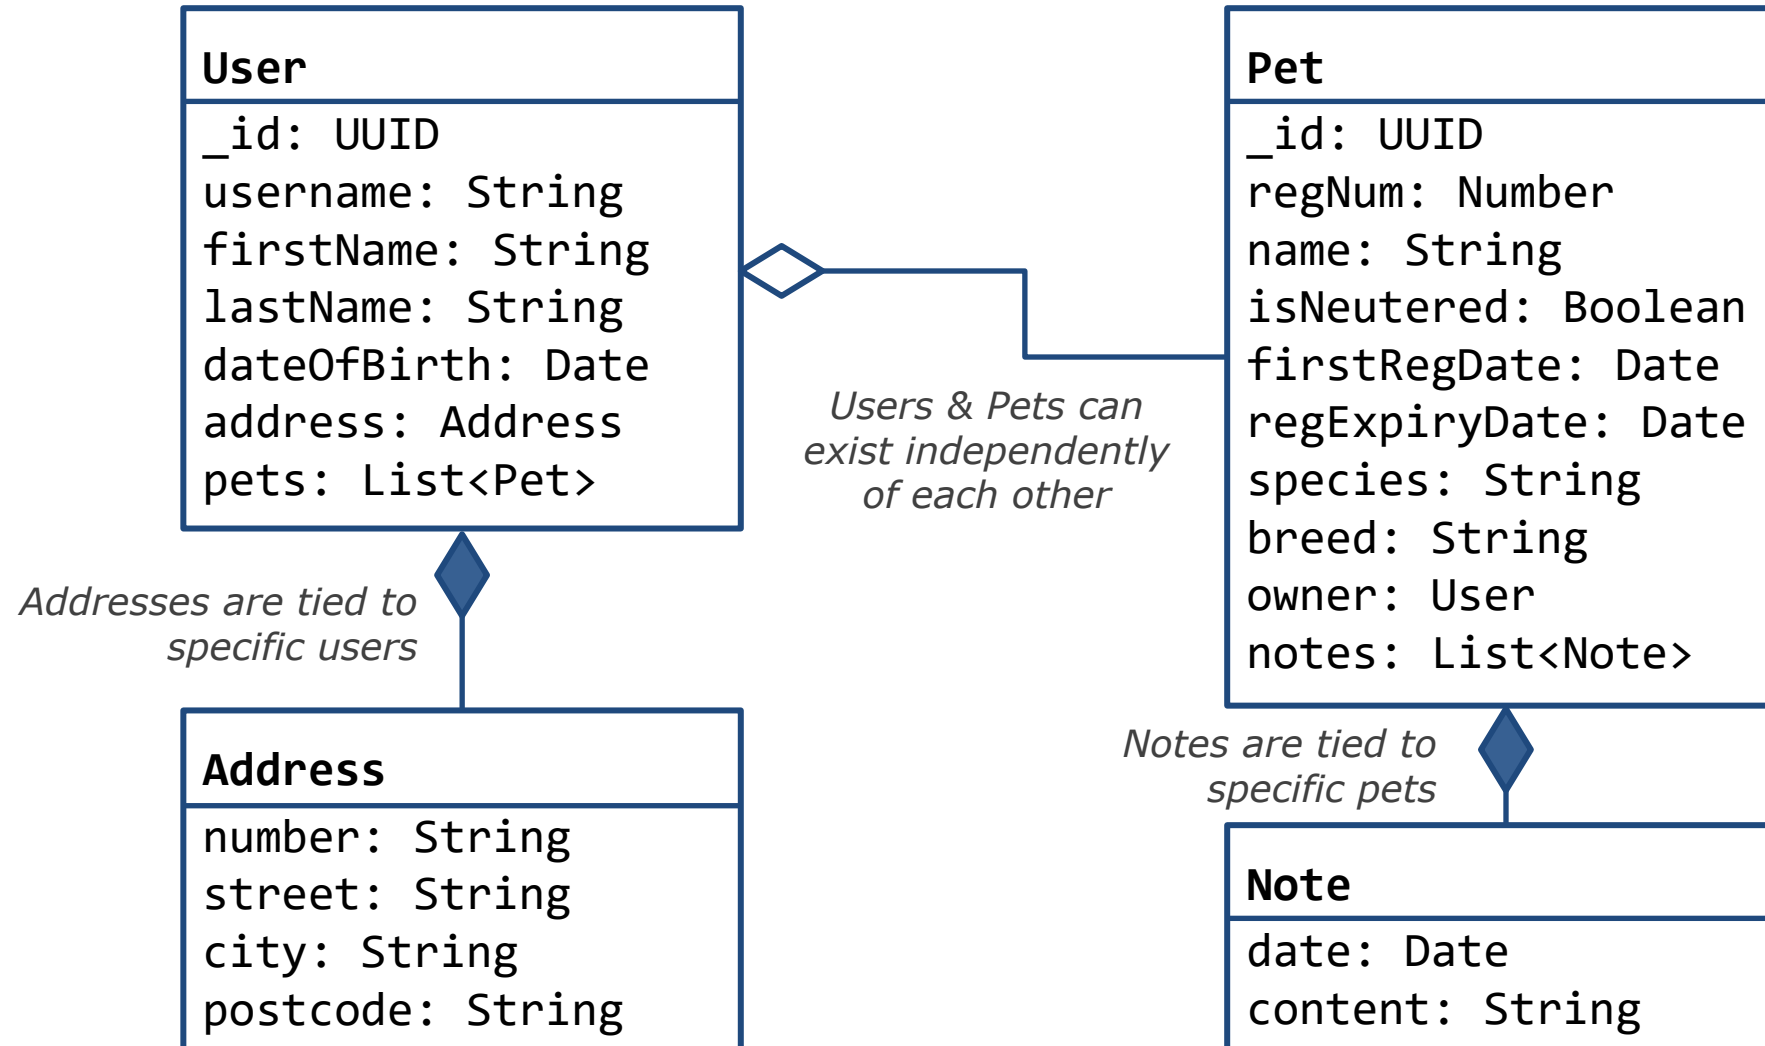 User
_id: UUID
username: String
firstName: String
lastName: String
dateOfBirth: Date
address: Address
pets: List<Pet>
Users & Pets can
exist independently
of each other
Pet
_id: UUID
regNum: Number
name: String
isNeutered: Boolean
firstRegDate: Date
regExpiryDate: Date
species: String
breed: String
owner: User
notes: List<Note>
Addresses are tied to
specific users
Address
number: String
street: String
city: String
postcode: String
Notes are tied to
specific pets
Note
date: Date
content: String